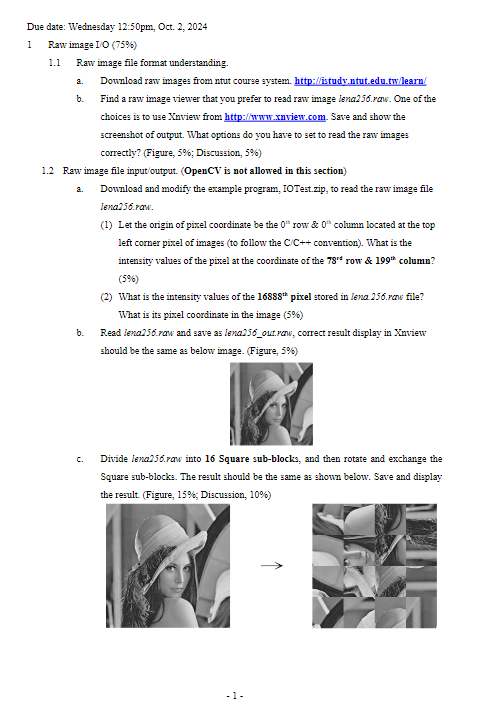 Due date: Wednesday 12:50pm, Oct. 2, 2024
1 Raw image I/O (75%)
1.1 Raw image file format understanding.
a. Download raw images from ntut course system. http://istudy.ntut.edu.tw/learn/
b. Find a raw image viewer that you prefer to read raw image lena256.raw. One of the
choices is to use Xnview from http://www.xnview.com. Save and show the
screenshot of output. What options do you have to set to read the raw images
correctly? (Figure, 5%; Discussion, 5%)
1.2 Raw image file input/output. (OpenCV is not allowed in this section)
a. Download and modify the example program, IOTest.zip, to read the raw image file
lena256.raw.
(1) Let the origin of pixel coordinate be the 0th row & 0th column located at the top
left corner pixel of images (to follow the C/C++ convention). What is the
intensity values of the pixel at the coordinate of the 78rd row & 199th column?
(5%)
(2) What is the intensity values of the 16888th pixel stored in lena.256.raw file?
What is its pixel coordinate in the image (5%)
b. Read lena256.raw and save as lena256_out.raw, correct result display in Xnview
should be the same as below image. (Figure, 5%)
c. Divide lena256.raw into 16 Square sub-blocks, and then rotate and exchange the
Square sub-blocks. The result should be the same as shown below. Save and display
the result. (Figure, 15%; Discussion, 10%)
- 1 -